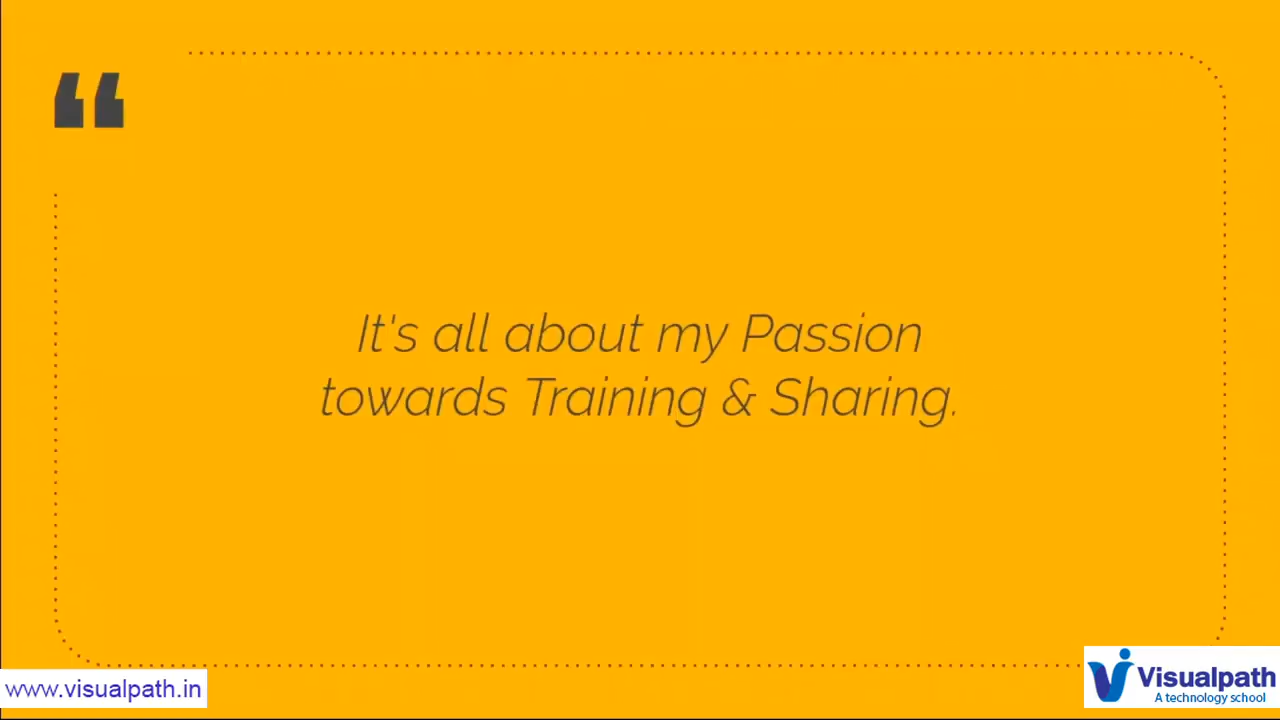 “
It's all about my Passion
towards Training & Sharing.
www.visualpath.in
Visualpath
A technology school